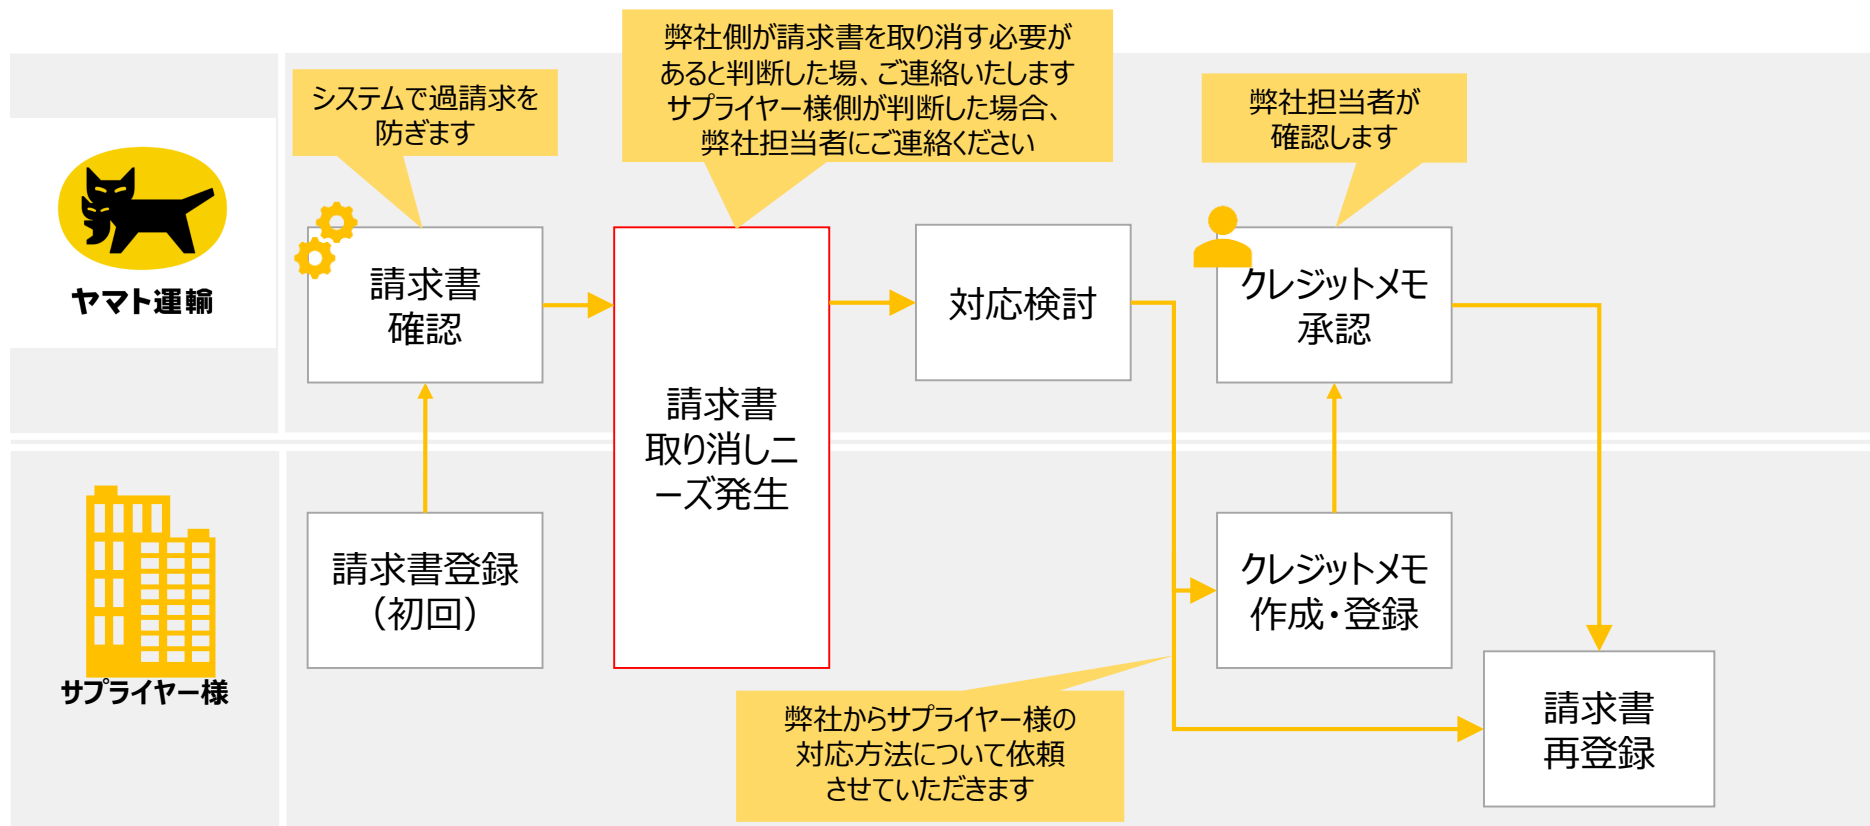 弊社側が請求書を取り消す必要が
あると判断した場、ご連絡いたします
サプライヤー様側が判断した場合、
弊社担当者にご連絡ください
システムで過請求を
防ぎます
弊社担当者が
確認します
ヤマト運輸
請求書
確認
請求書
取り消しニ
ーズ発生
対応検討
クレジットメモ
承認
サプライヤー様
請求書登録
（初回）
クレジットメモ
作成・登録
弊社からサプライヤー様の
対応方法について依頼
させていただきます
請求書
再登録